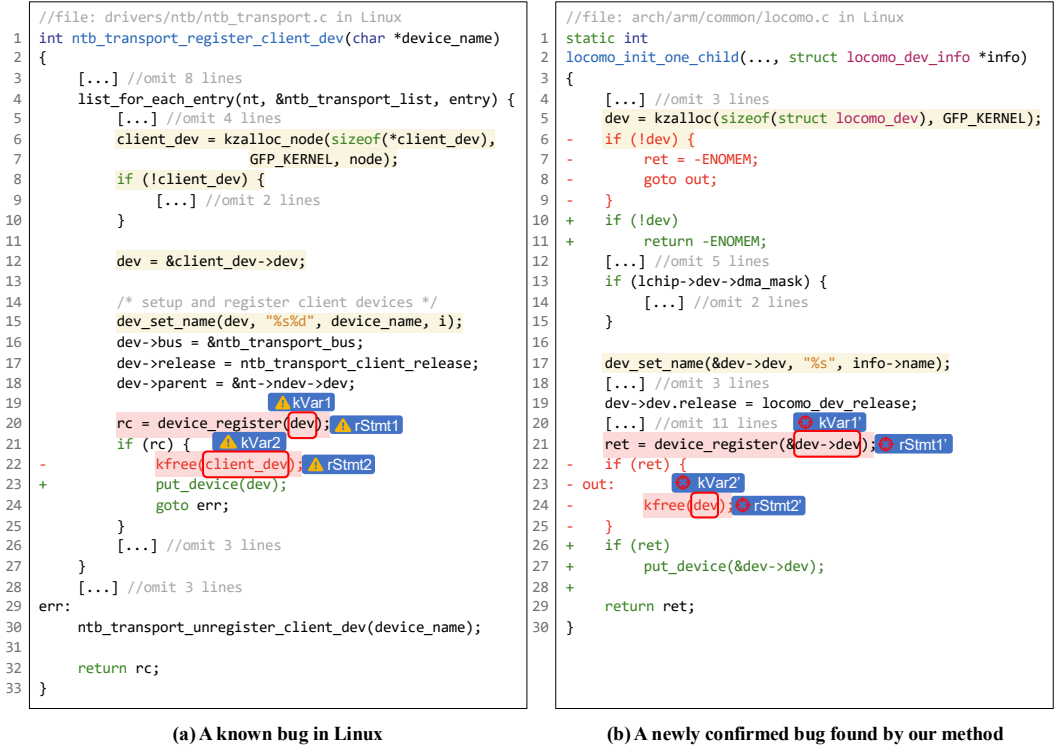 //file: drivers/ntb/ntb_transport.c in Linux
1 int ntb_transport_register_client_dev(char *device_name)
2 {
3 [...] //omit 8 lines
4 list_for_each_entry(nt, &ntb_transport_list, entry) {
5 [...] //omit 4 lines
6 client_dev = kzalloc_node(sizeof(*client_dev),
7 GFP_KERNEL, node);
8 if (!client_dev) {
9 [...] //omit 2 lines
10 }
11
12 dev = &client_dev->dev;
13
14 /* setup and register client devices */
15 dev_set_name(dev, "%s%d", device_name, i);
16 dev->bus = &ntb_transport_bus;
17 dev->release = ntb_transport_client_release;
18 dev->parent = &nt->ndev->dev;
19 kVar1
20 rc = device_register(dev); rStmt1
21 if (rc) { kVar2
22 - kfree(client_dev); rStmt2
23 + put_device(dev);
24 goto err;
25 }
26 [...] //omit 3 lines
27 }
28 [...] //omit 3 lines
29 err:
30 ntb_transport_unregister_client_dev(device_name);
31
32 return rc;
33 }
(a) A known bug in Linux
//file: arch/arm/common/locomo.c in Linux
1 static int
2 locomo_init_one_child(..., struct locomo_dev_info *info)
3 {
4 [...] //omit 3 lines
5 dev = kzalloc(sizeof(struct locomo_dev), GFP_KERNEL);
6 - if (!dev) {
7 - ret = -ENOMEM;
8 - goto out;
9 - }
10 + if (!dev)
11 + return -ENOMEM;
12 [...] //omit 5 lines
13 if (lchip->dev->dma_mask) {
14 [...] //omit 2 lines
15 }
16
17 dev_set_name(&dev->dev, "%s", info->name);
18 [...] //omit 3 lines
19 dev->dev.release = locomo_dev_release;
20 [...] //omit 11 lines kVar1'
21 ret = device_register(&dev->dev); rStmt1'
22 - if (ret) {
23 - out: kVar2'
24 - kfree(dev); rStmt2'
25 - }
26 + if (ret)
27 + put_device(&dev->dev);
28 +
29 return ret;
30 }
(b) A newly confirmed bug found by our method